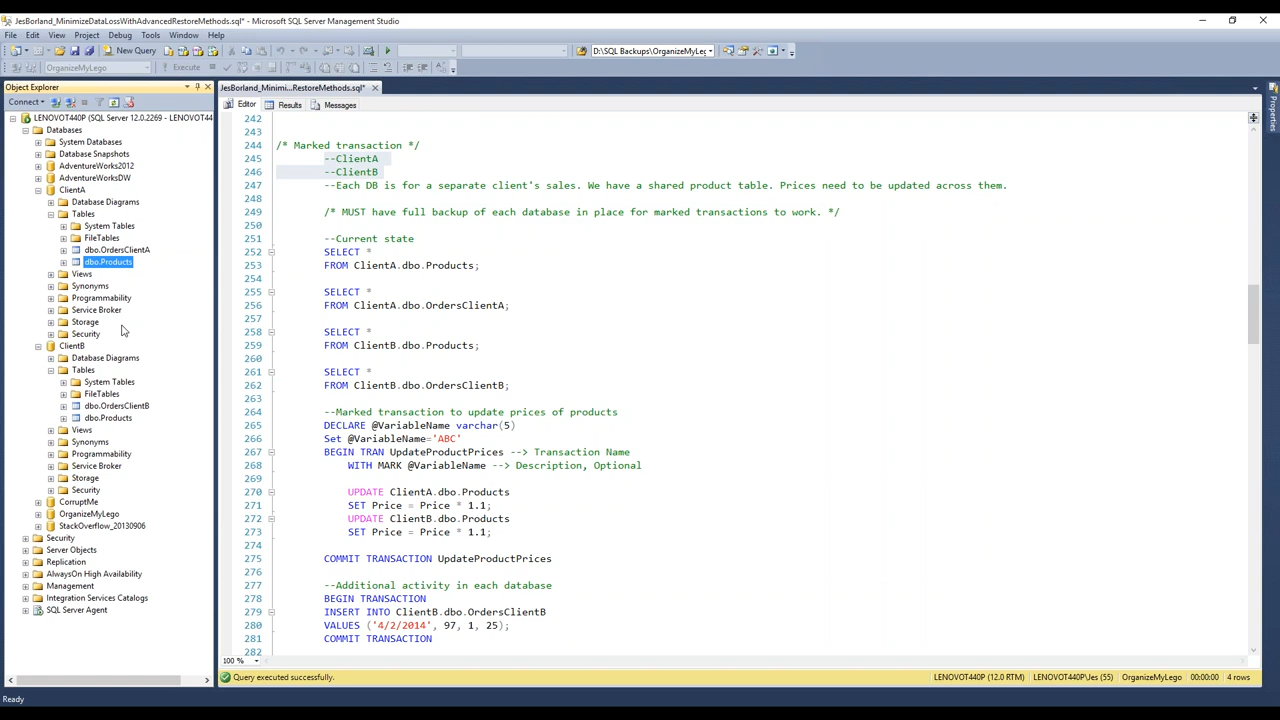 JesBorland_MinimizeDataLossWithAdvancedRestoreMethods.sql* - Microsoft SQL Server Management Studio
File Edit View Project Debug Tools Window Help
New Query D:\SQL Backups\OrganizeMyLeg
OrganizeMyLego Execute
Object Explorer
Connect
LENOVOT440P (SQL Server 12.0.2269 - LENOVOT44
Databases
System Databases
Database Snapshots
AdventureWorks2012
AdventureWorksDW
ClientA
Database Diagrams
Tables
System Tables
FileTables
dbo.OrdersClientA
dbo.Products
Views
Synonyms
Programmability
Service Broker
Storage
Security
ClientB
Database Diagrams
Tables
System Tables
FileTables
dbo.OrdersClientB
dbo.Products
Views
Synonyms
Programmability
Service Broker
Storage
Security
CorruptMe
OrganizeMyLego
StackOverflow_20130906
Security
Server Objects
Replication
AlwaysOn High Availability
Management
Integration Services Catalogs
SQL Server Agent
JesBorland_Minimi...RestoreMethods.sql*
Editor Results Messages
242
243
244 /* Marked transaction */
245 --ClientA
246 --ClientB
247 --Each DB is for a separate client's sales. We have a shared product table. Prices need to be updated across them.
248
249 /* MUST have full backup of each database in place for marked transactions to work. */
250
251 --Current state
252 SELECT *
253 FROM ClientA.dbo.Products;
254
255 SELECT *
256 FROM ClientA.dbo.OrdersClientA;
257
258 SELECT *
259 FROM ClientB.dbo.Products;
260
261 SELECT *
262 FROM ClientB.dbo.OrdersClientB;
263
264 --Marked transaction to update prices of products
265 DECLARE @VariableName varchar(5)
266 Set @VariableName='ABC'
267 BEGIN TRAN UpdateProductPrices --> Transaction Name
268 WITH MARK @VariableName --> Description, Optional
269
270 UPDATE ClientA.dbo.Products
271 SET Price = Price * 1.1;
272 UPDATE ClientB.dbo.Products
273 SET Price = Price * 1.1;
274
275 COMMIT TRANSACTION UpdateProductPrices
276
277 --Additional activity in each database
278 BEGIN TRANSACTION
279 INSERT INTO ClientB.dbo.OrdersClientB
280 VALUES ('4/2/2014', 97, 1, 25);
281 COMMIT TRANSACTION
282
100 %
Query executed successfully. LENOVOT440P (12.0 RTM) LENOVOT440P\Jes (55) OrganizeMyLego 00:00:00 4 rows
Ready
Properties